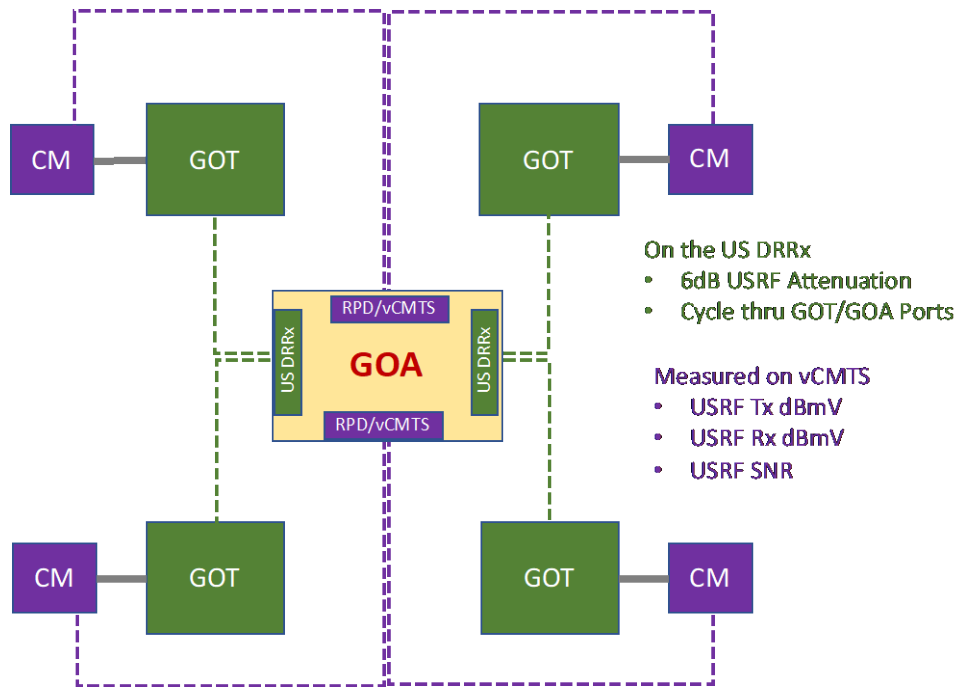 CM
GOT
GOT
CM
On the US DRRx
• 6dB USRF Attenuation
• Cycle thru GOT/GOA Ports
RPD/vCMTS
US DRRx
GOA
US DRRx
RPD/vCMTS
Measured on vCMTS
• USRF Tx dBmV
• USRF Rx dBmV
• USRF SNR
CM
GOT
GOT
CM